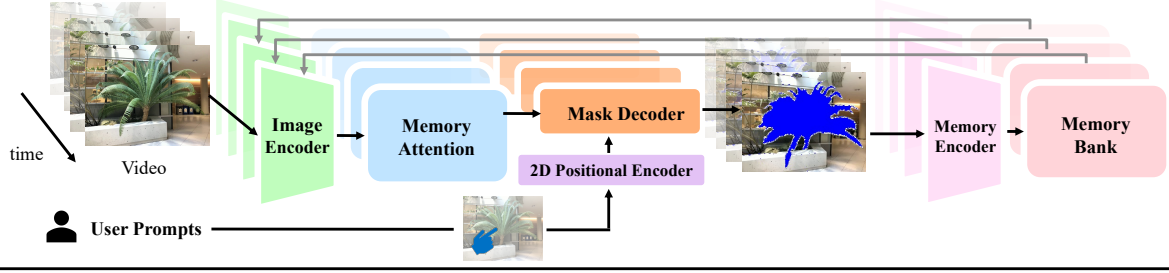 time
Video
Image
Encoder
Memory
Attention
Mask Decoder
2D Positional Encoder
Memory
Encoder
Memory
Bank
User Prompts